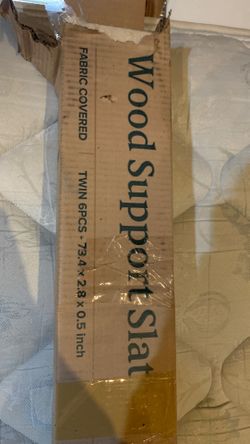 Wood Support Slat
FABRIC COVERED
TWIN 6PCS - 73.4 x 2.8 x 0.5 inch